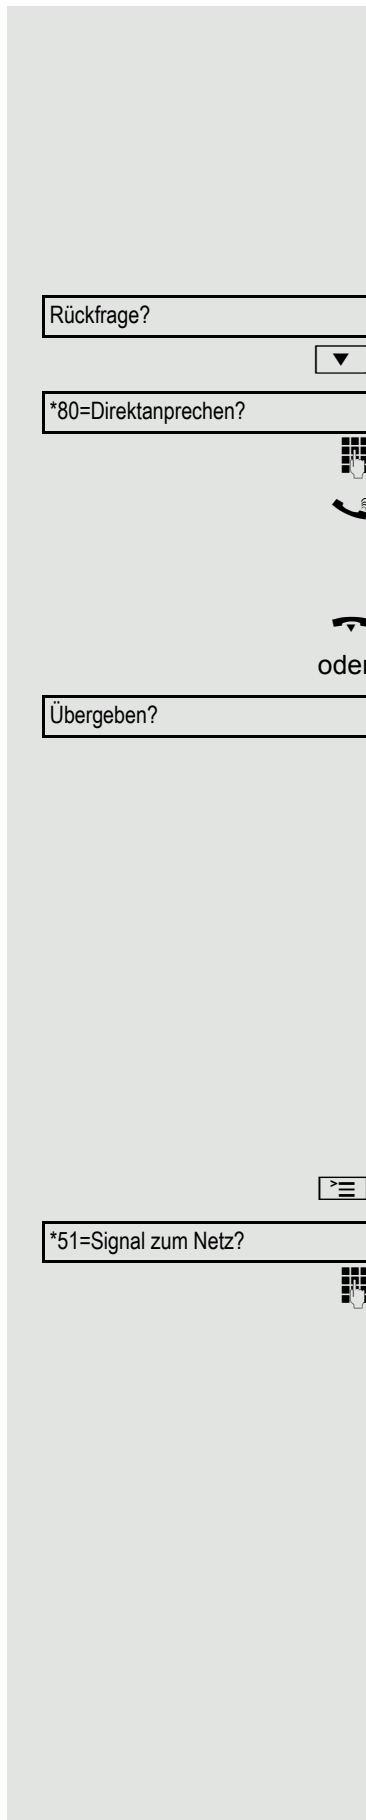 Rückfrage?
*80=Direktanprechen?
oder
Übergeben?
*51=Signal zum Netz?